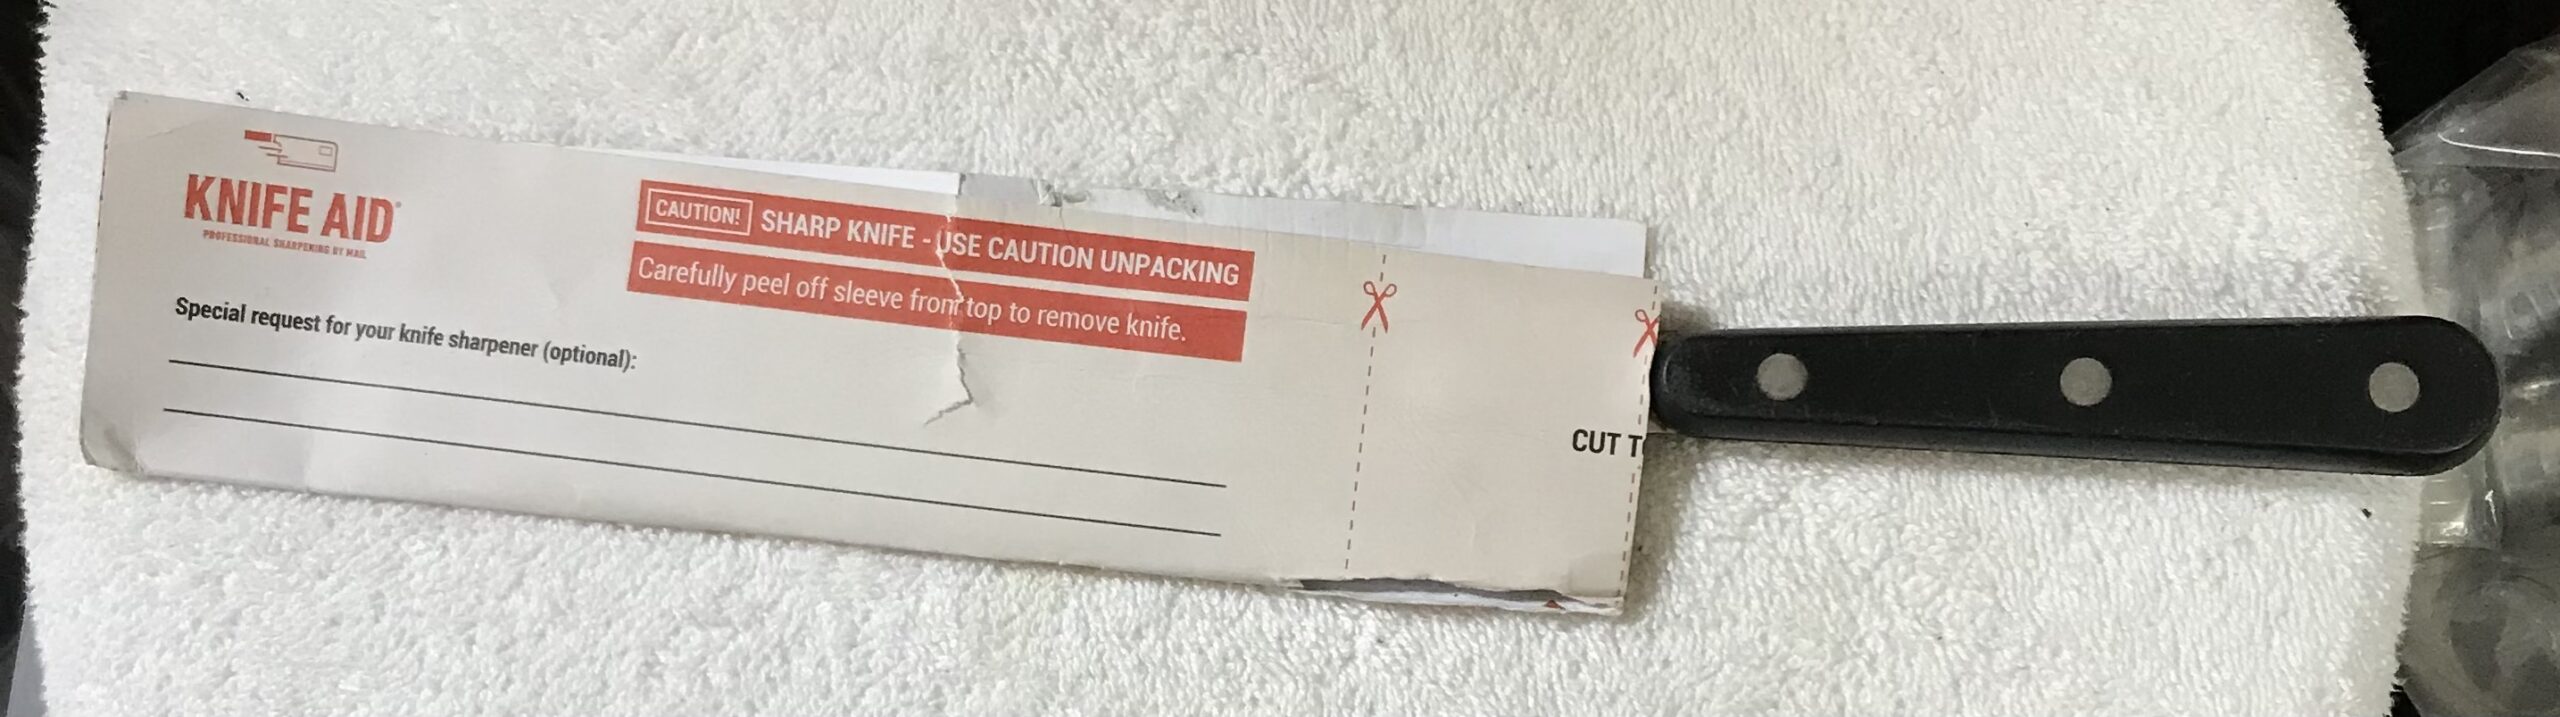 KNIFE AID®
PROFESSIONAL SHARPENING BY MAIL
CAUTION! SHARP KNIFE - USE CAUTION UNPACKING
Carefully peel off sleeve from top to remove knife.
Special request for your knife sharpener (optional):
CUT T